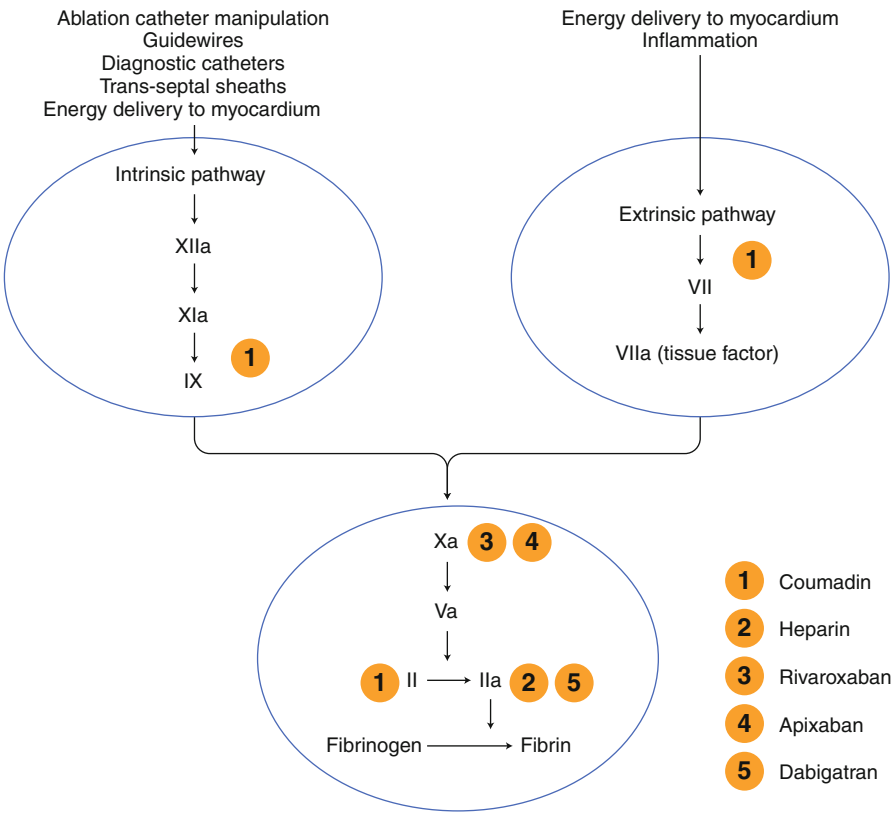 Ablation catheter manipulation
Guidewires
Diagnostic catheters
Trans-septal sheaths
Energy delivery to myocardium
Energy delivery to myocardium
Inflammation
Intrinsic pathway
XIIa
XIa
1
IX
Extrinsic pathway
1
VII
VIIa (tissue factor)
Xa 3 4
Va
1 II IIa 2 5
Fibrinogen Fibrin
1 Coumadin
2 Heparin
3 Rivaroxaban
4 Apixaban
5 Dabigatran